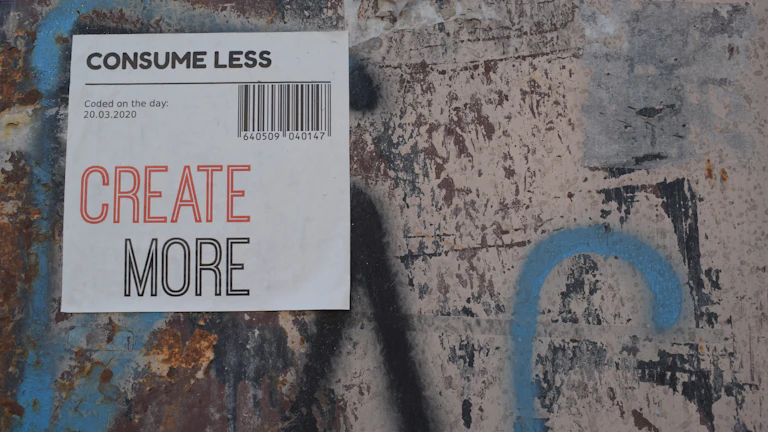 CONSUME LESS
Coded on the day:
20.03.2020
640509 040147
CREATE
MORE